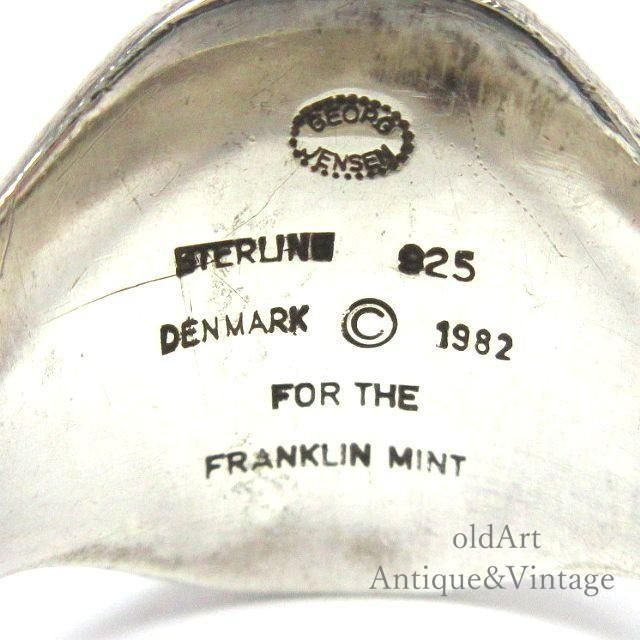 GEORG
JENSEN
STERLING 925
DENMARK © 1982
FOR THE
FRANKLIN MINT
oldArt
Antique&Vintage